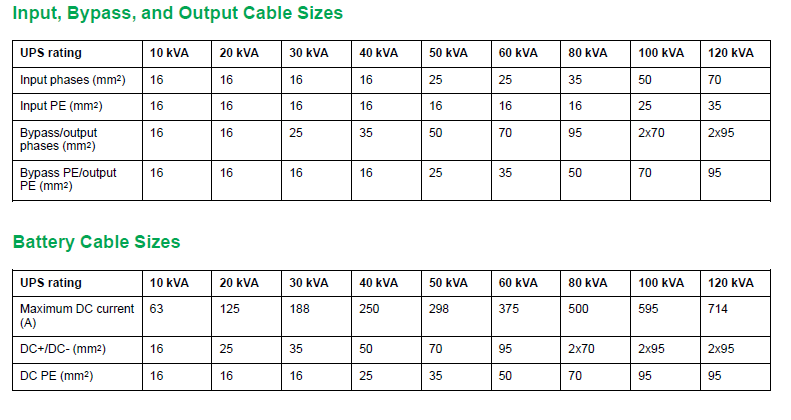 Input, Bypass, and Output Cable Sizes
UPS rating 10 kVA 20 kVA 30 kVA 40 kVA 50 kVA 60 kVA 80 kVA 100 kVA 120 kVA
Input phases (mm²) 16 16 16 16 25 25 35 50 70
Input PE (mm²) 16 16 16 16 16 16 16 25 35
Bypass/output 16 16 25 35 50 70 95 2x70 2x95
phases (mm²)
Bypass PE/output 16 16 16 16 25 35 50 70 95
PE (mm²)
Battery Cable Sizes
UPS rating 10 kVA 20 kVA 30 kVA 40 kVA 50 kVA 60 kVA 80 kVA 100 kVA 120 kVA
Maximum DC current 63 125 188 250 298 375 500 595 714
(A)
DC+/DC- (mm²) 16 25 35 50 70 95 2x70 2x95 2x95
DC PE (mm²) 16 16 16 25 35 50 70 95 95